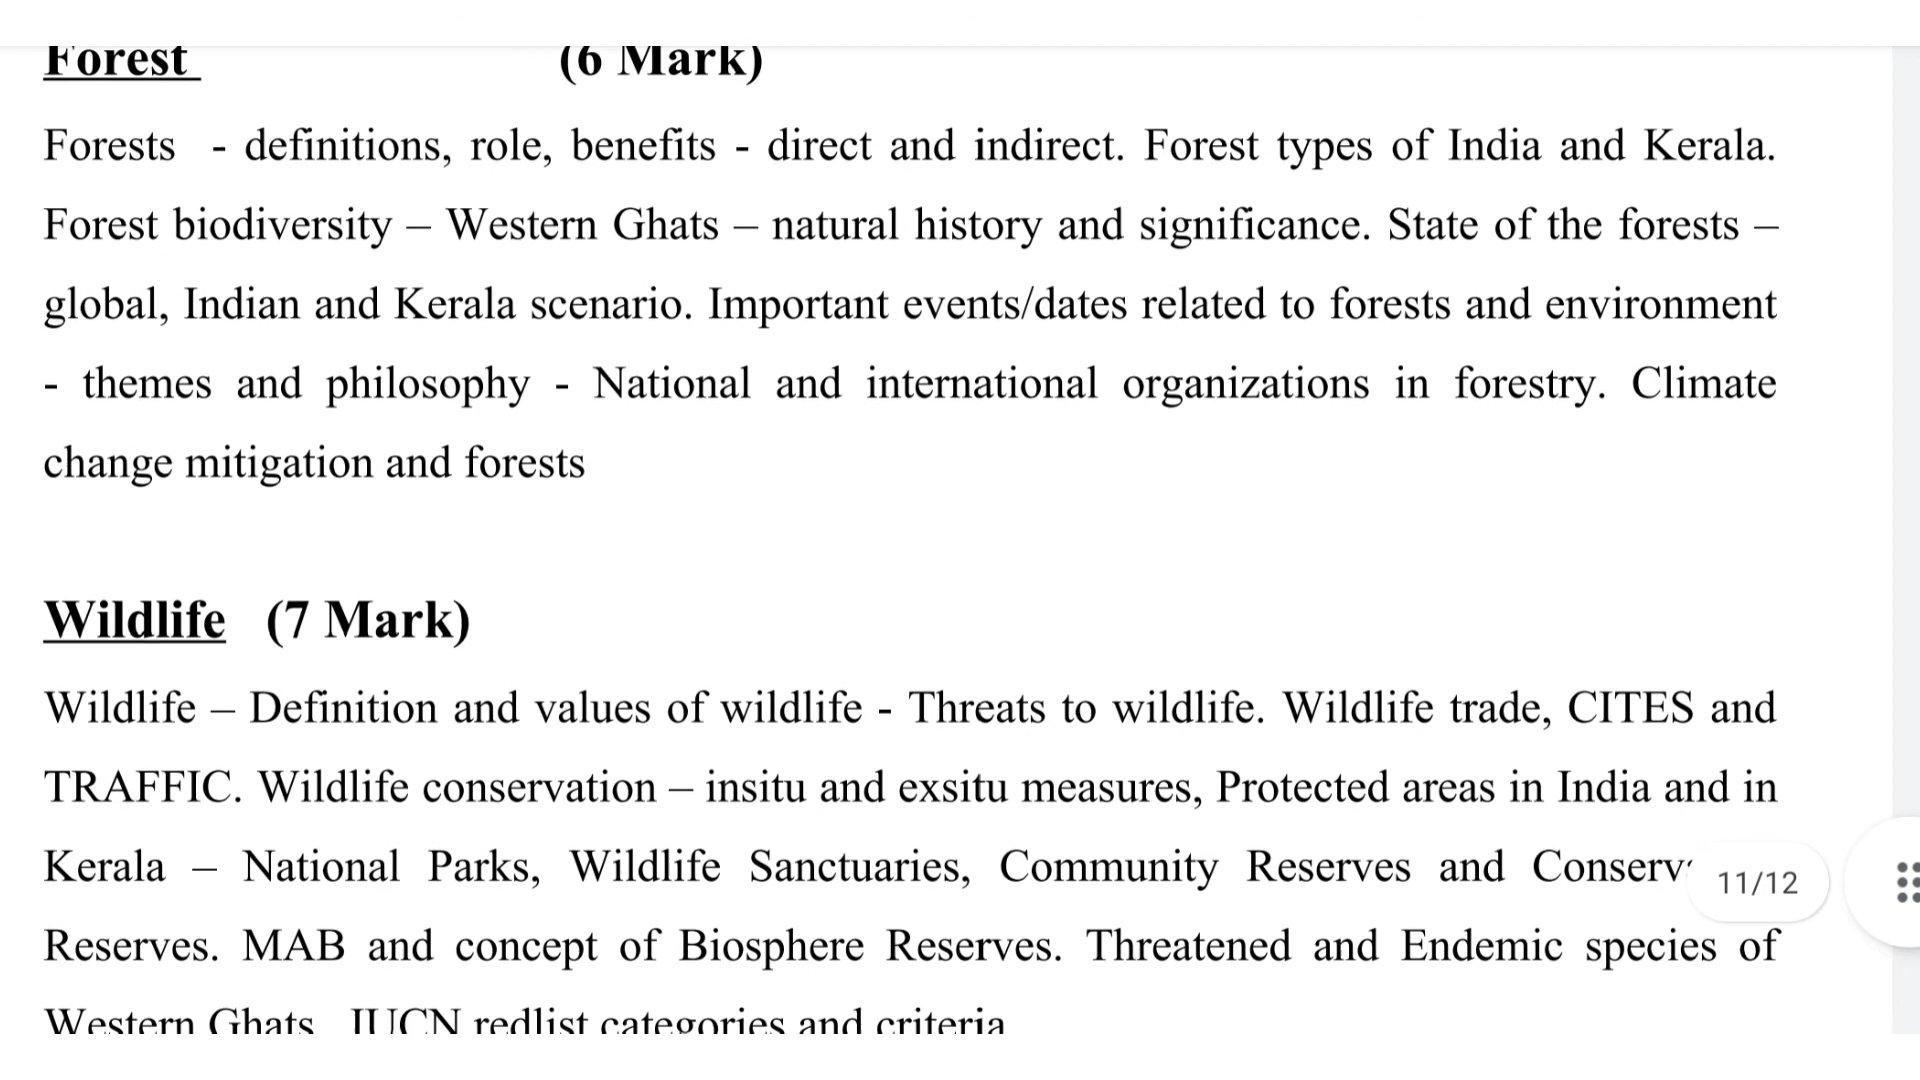 Forest (6 Mark)
Forests - definitions, role, benefits - direct and indirect. Forest types of India and Kerala.
Forest biodiversity – Western Ghats – natural history and significance. State of the forests –
global, Indian and Kerala scenario. Important events/dates related to forests and environment
- themes and philosophy - National and international organizations in forestry. Climate
change mitigation and forests
Wildlife (7 Mark)
Wildlife – Definition and values of wildlife - Threats to wildlife. Wildlife trade, CITES and
TRAFFIC. Wildlife conservation – insitu and exsitu measures, Protected areas in India and in
Kerala – National Parks, Wildlife Sanctuaries, Community Reserves and Conserv
11/12
Reserves. MAB and concept of Biosphere Reserves. Threatened and Endemic species of
Western Ghats IUCN redlist categories and criteria